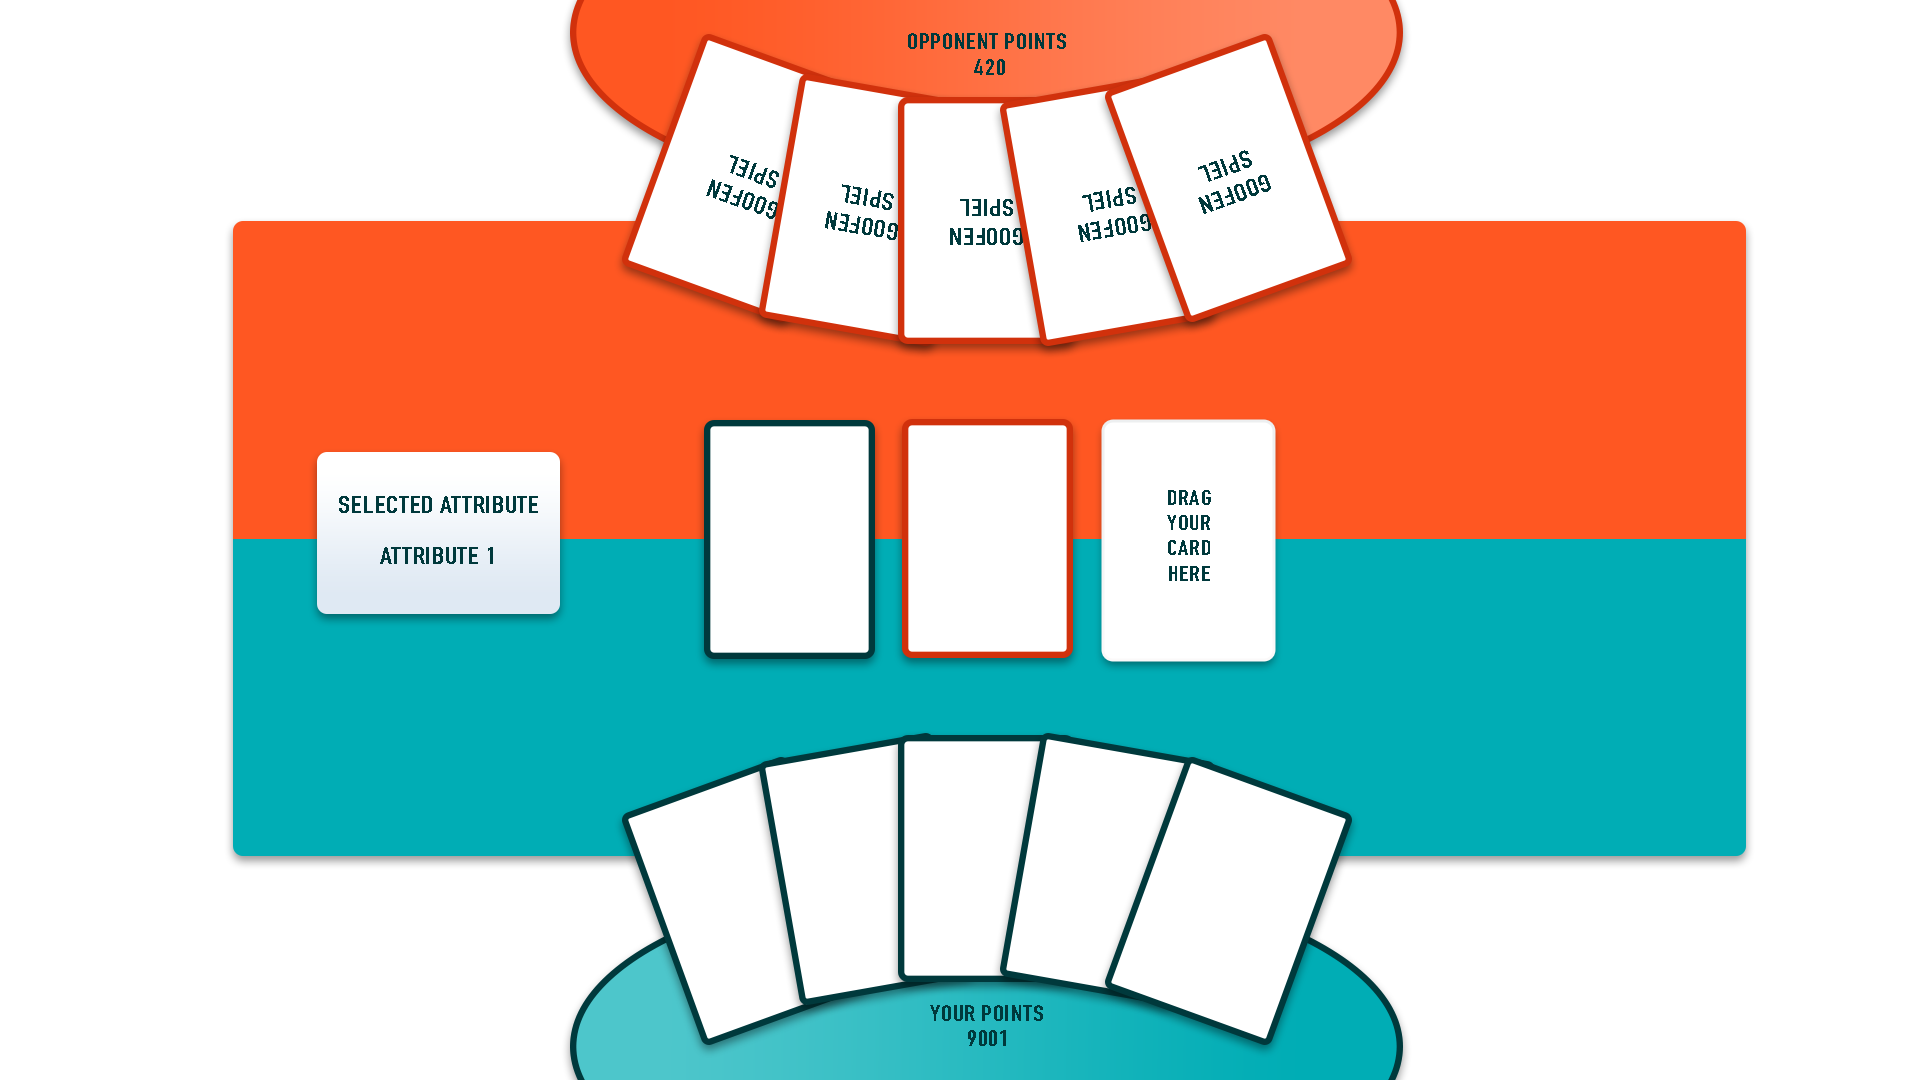 OPPONENT POINTS
420
GOOFEN
SPIEL
GOOFEN
SPIEL
GOOFEN
SPIEL
GOOFEN
SPIEL
GOOFEN
SPIEL
SELECTED ATTRIBUTE
ATTRIBUTE 1
DRAG
YOUR
CARD
HERE
YOUR POINTS
9001